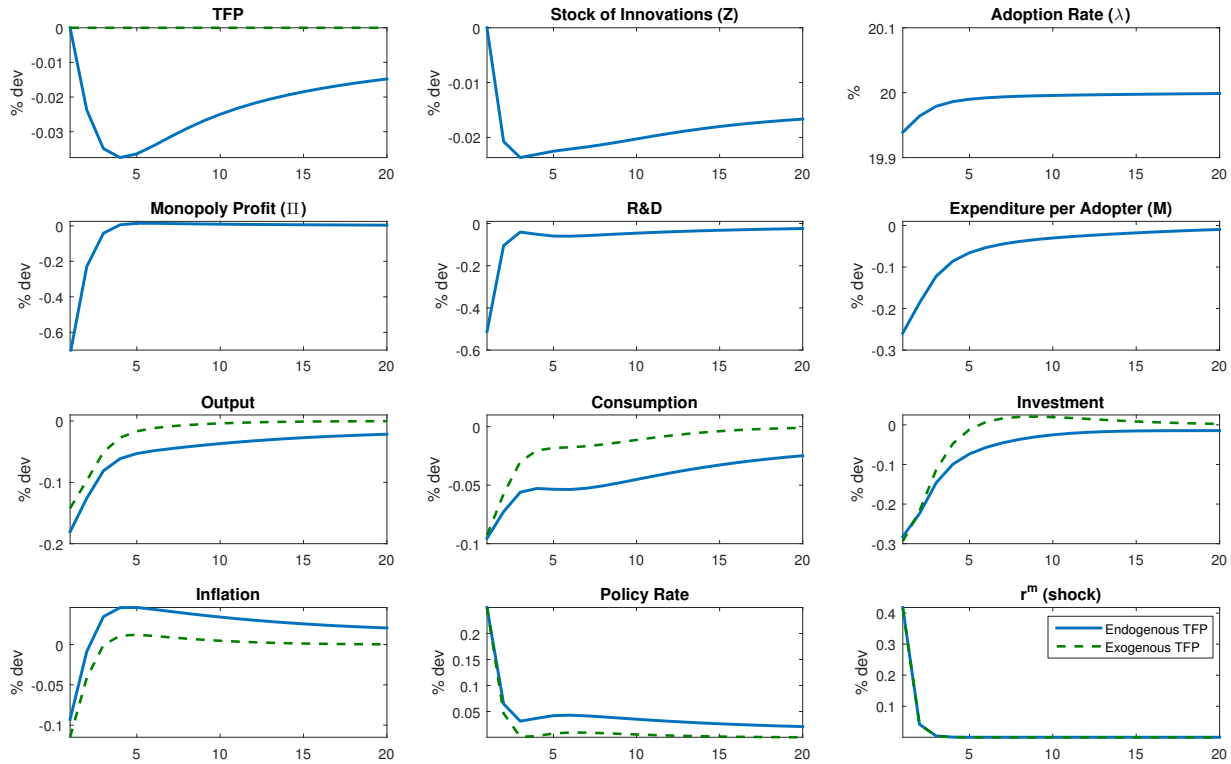 TFP
% dev
0
-0.01
-0.02
-0.03
5 10 15 20
Stock of Innovations (Z)
% dev
0
-0.01
-0.02
5 10 15 20
Adoption Rate (λ)
%
20.1
20
19.9
5 10 15 20
Monopoly Profit (Π)
% dev
0
-0.2
-0.4
-0.6
5 10 15 20
R&D
% dev
0
-0.2
-0.4
-0.6
5 10 15 20
Expenditure per Adopter (M)
% dev
0
-0.1
-0.2
-0.3
5 10 15 20
Output
% dev
0
-0.1
-0.2
5 10 15 20
Consumption
% dev
0
-0.05
-0.1
5 10 15 20
Investment
% dev
0
-0.1
-0.2
-0.3
5 10 15 20
Inflation
% dev
0
-0.05
-0.1
5 10 15 20
Policy Rate
% dev
0.2
0.15
0.1
0.05
5 10 15 20
r^m (shock)
% dev
0.4
0.3
0.2
0.1
Endogenous TFP
Exogenous TFP
5 10 15 20